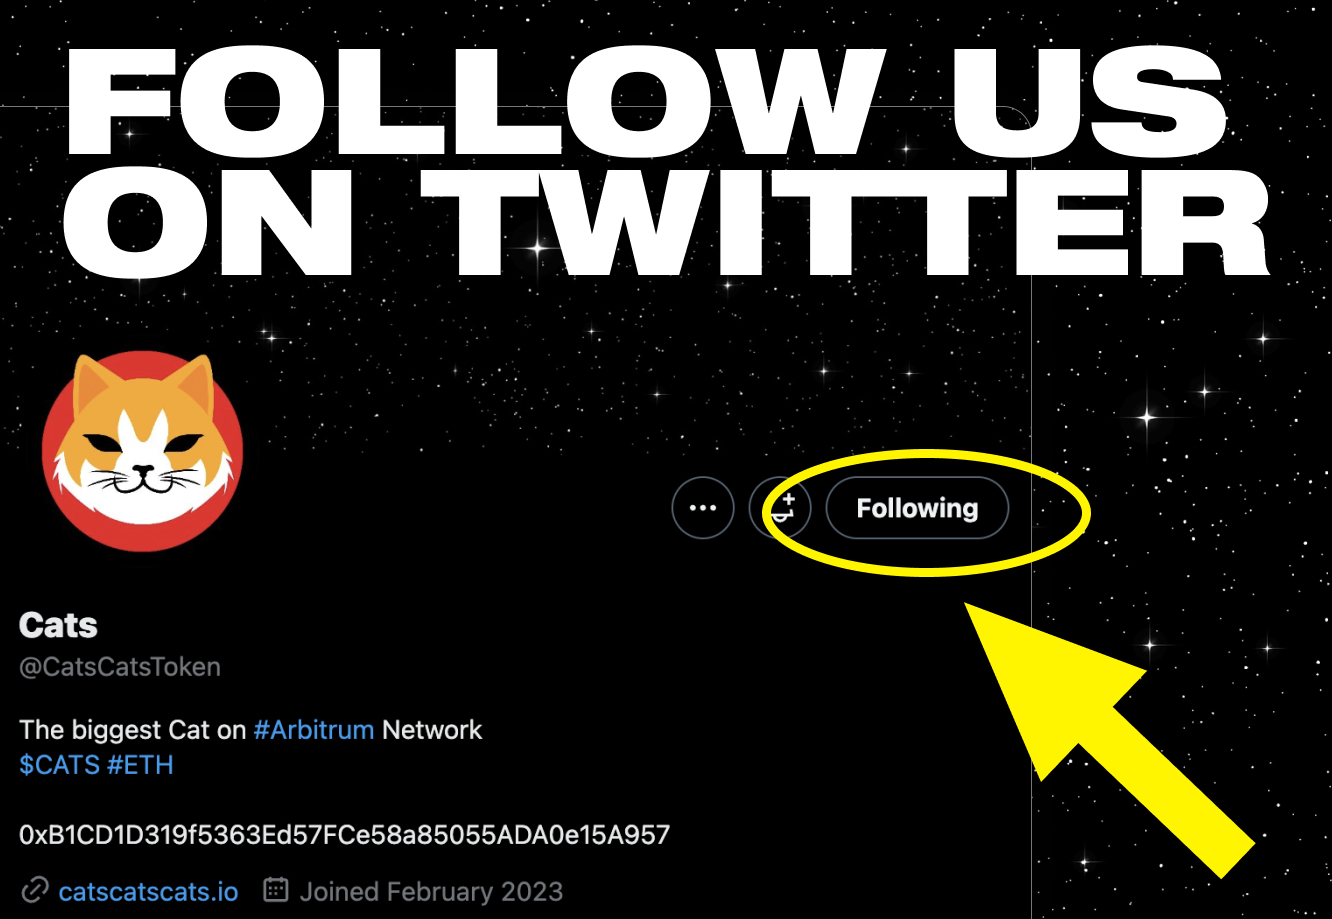 FOLLOW US
ON TWITTER
Following
Cats
@CatsCatsToken
The biggest Cat on #Arbitrum Network
$CATS #ETH
0xB1CD1D319f5363Ed57FCe58a85055ADA0e15A957
catscatscats.io Joined February 2023